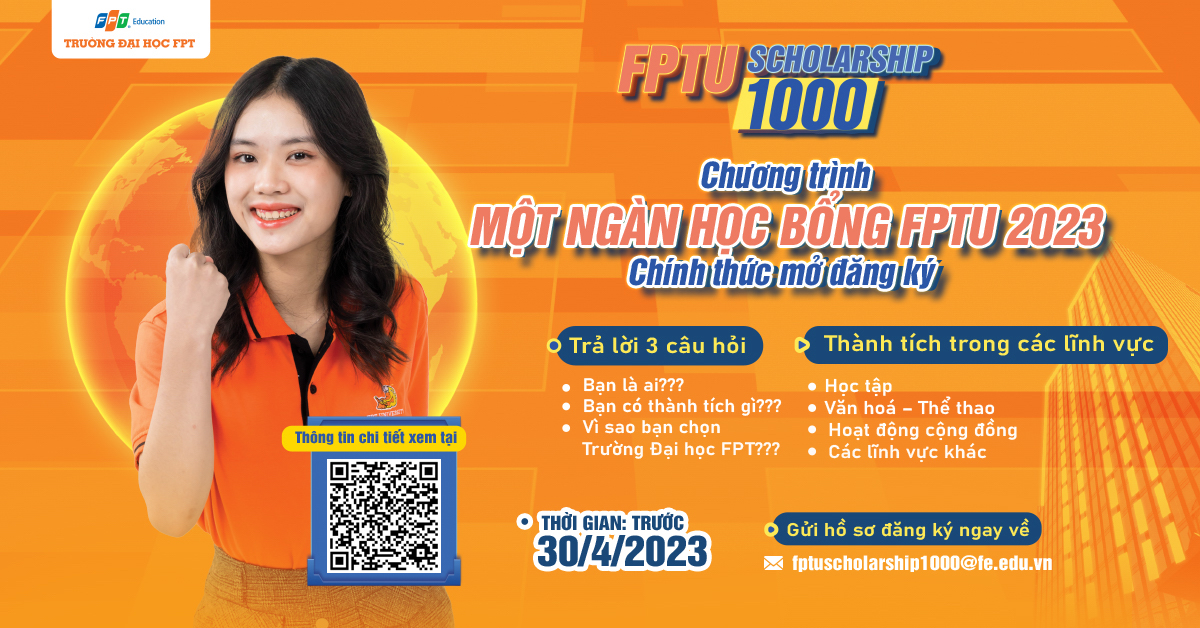 FPT Education
TRƯỜNG ĐẠI HỌC FPT
FPTU SCHOLARSHIP
1000
Chương trình
MỘT NGÀN HỌC BỔNG FPTU 2023
Chính thức mở đăng ký
Trả lời 3 câu hỏi
Bạn là ai???
Bạn có thành tích gì???
Vì sao bạn chọn
Trường Đại học FPT???
Thành tích trong các lĩnh vực
Học tập
Văn hoá – Thể thao
Hoạt động cộng đồng
Các lĩnh vực khác
Thông tin chi tiết xem tại
THỜI GIAN: TRƯỚC
30/4/2023
Gửi hồ sơ đăng ký ngay về
fptuscholarship1000@fe.edu.vn